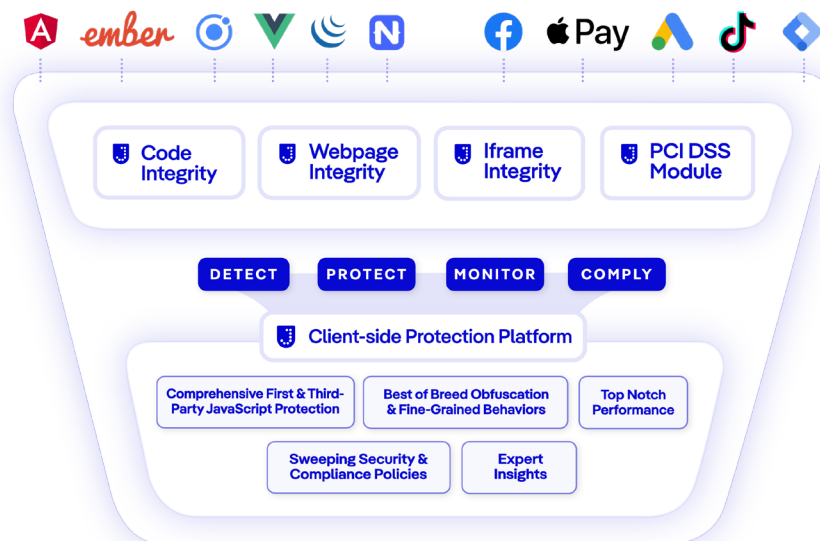 A
ember
N
Pay
Code
Integrity
Webpage
Integrity
Iframe
Integrity
PCI DSS
Module
DETECT
PROTECT
MONITOR
COMPLY
Client-side Protection Platform
Comprehensive First & Third-
Party JavaScript Protection
Best of Breed Obfuscation
& Fine-Grained Behaviors
Top Notch
Performance
Sweeping Security &
Compliance Policies
Expert
Insights